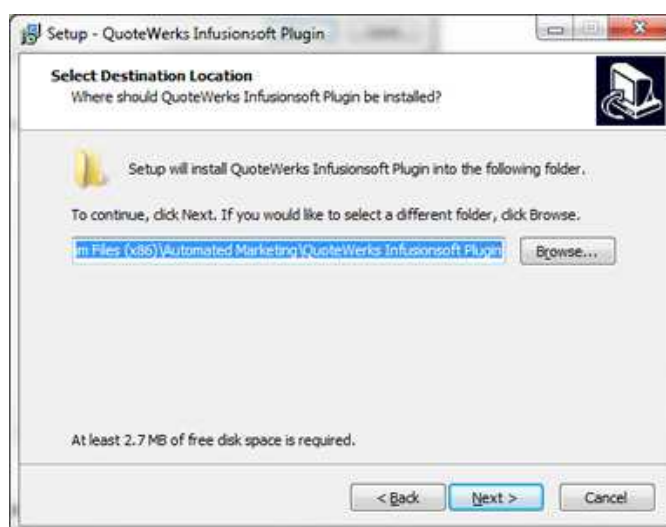 Setup - QuoteWerks Infusionsoft Plugin
Select Destination Location
Where should QuoteWerks Infusionsoft Plugin be installed?
Setup will install QuoteWerks Infusionsoft Plugin into the following folder.
To continue, click Next. If you would like to select a different folder, click Browse.
m Files (x86)\Automated Marketing\QuoteWerks Infusionsoft Plugin
Browse...
At least 2.7 MB of free disk space is required.
< Back
Next >
Cancel